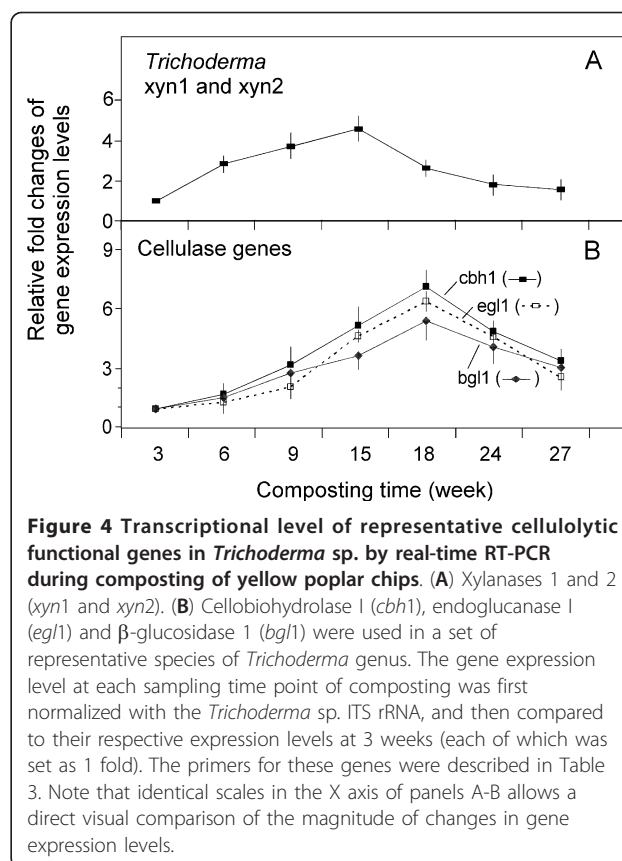 Relative fold changes of
gene expression levels
Trichoderma
xyn1 and xyn2
A
6
4
2
0
Cellulase genes
B
9
6
3
0
cbh1 ( )
egl1 ( )
bgl1 ( )
3 6 9 15 18 24 27
Composting time (week)
Figure 4 Transcriptional level of representative cellulolytic
functional genes in Trichoderma sp. by real-time RT-PCR
during composting of yellow poplar chips. (A) Xylanases 1 and 2
(xyn1 and xyn2). (B) Cellobiohydrolase I (cbh1), endoglucanase I
(egl1) and β-glucosidase 1 (bgl1) were used in a set of
representative species of Trichoderma genus. The gene expression
level at each sampling time point of composting was first
normalized with the Trichoderma sp. ITS rRNA, and then compared
to their respective expression levels at 3 weeks (each of which was
set as 1 fold). The primers for these genes were described in Table
3. Note that identical scales in the X axis of panels A-B allows a
direct visual comparison of the magnitude of changes in gene
expression levels.